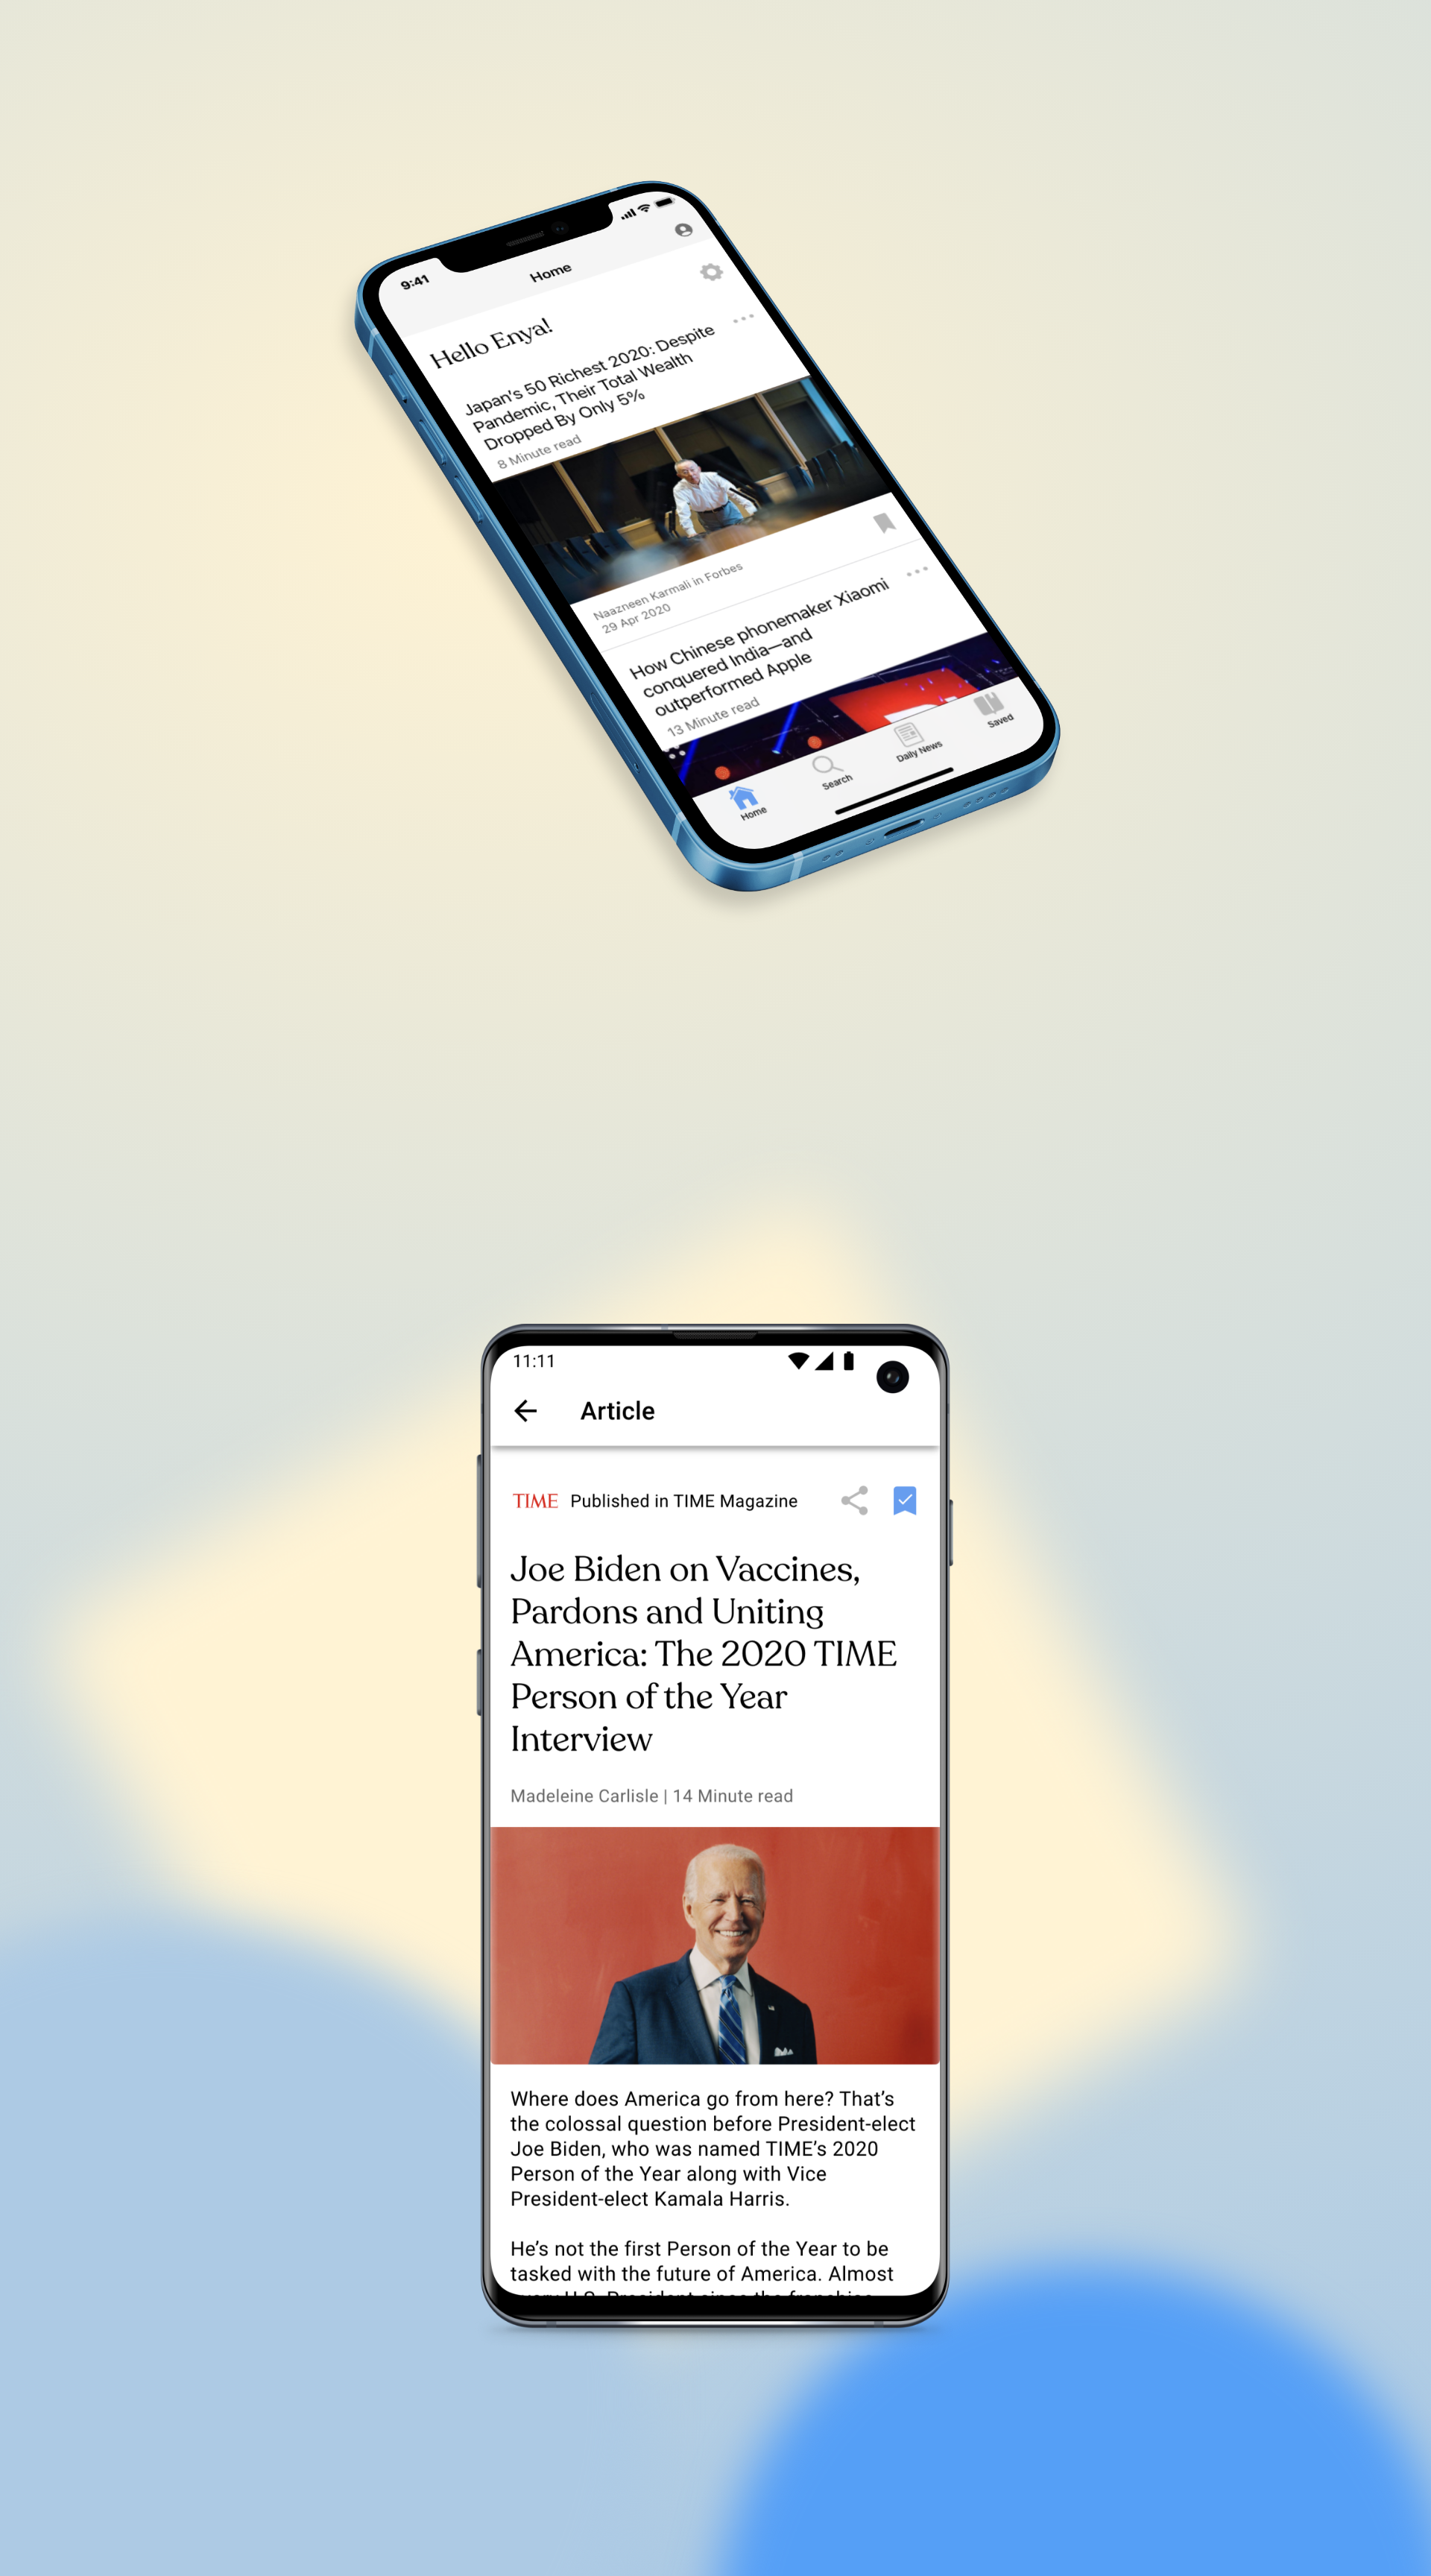 9:41
Home
Hello Enya!
Japan's 50 Richest 2020: Despite
Pandemic, Their Total Wealth
Dropped By Only 5%
8 Minute read
Naazneen Karmali in Forbes
29 Apr 2020
How Chinese phonemaker Xiaomi
conquered India—and
outperformed Apple
13 Minute read
Home
Search
Daily News
Saved
11:11
Article
TIME Published in TIME Magazine
Joe Biden on Vaccines,
Pardons and Uniting
America: The 2020 TIME
Person of the Year
Interview
Madeleine Carlisle | 14 Minute read
Where does America go from here? That’s
the colossal question before President-elect
Joe Biden, who was named TIME’s 2020
Person of the Year along with Vice
President-elect Kamala Harris.
He’s not the first Person of the Year to be
tasked with the future of America. Almost
every U.S. President since the franchise